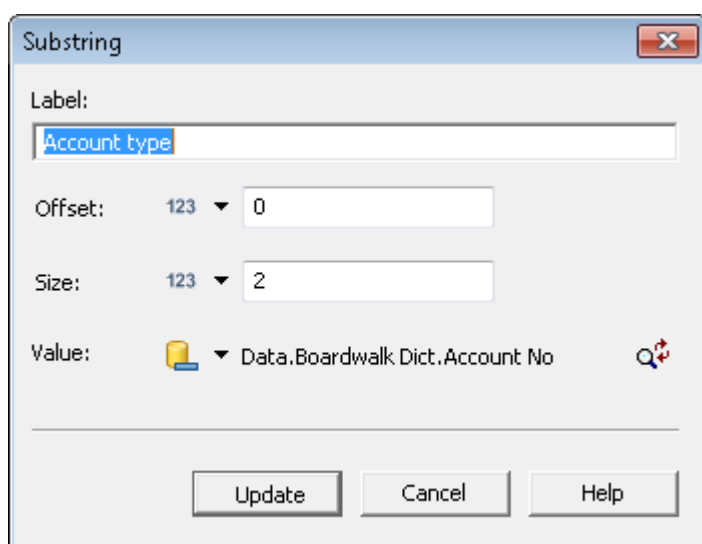 Substring
Label:
Account type
Offset: 123 0
Size: 123 2
Value: Data.Boardwalk Dict.Account No
Update Cancel Help